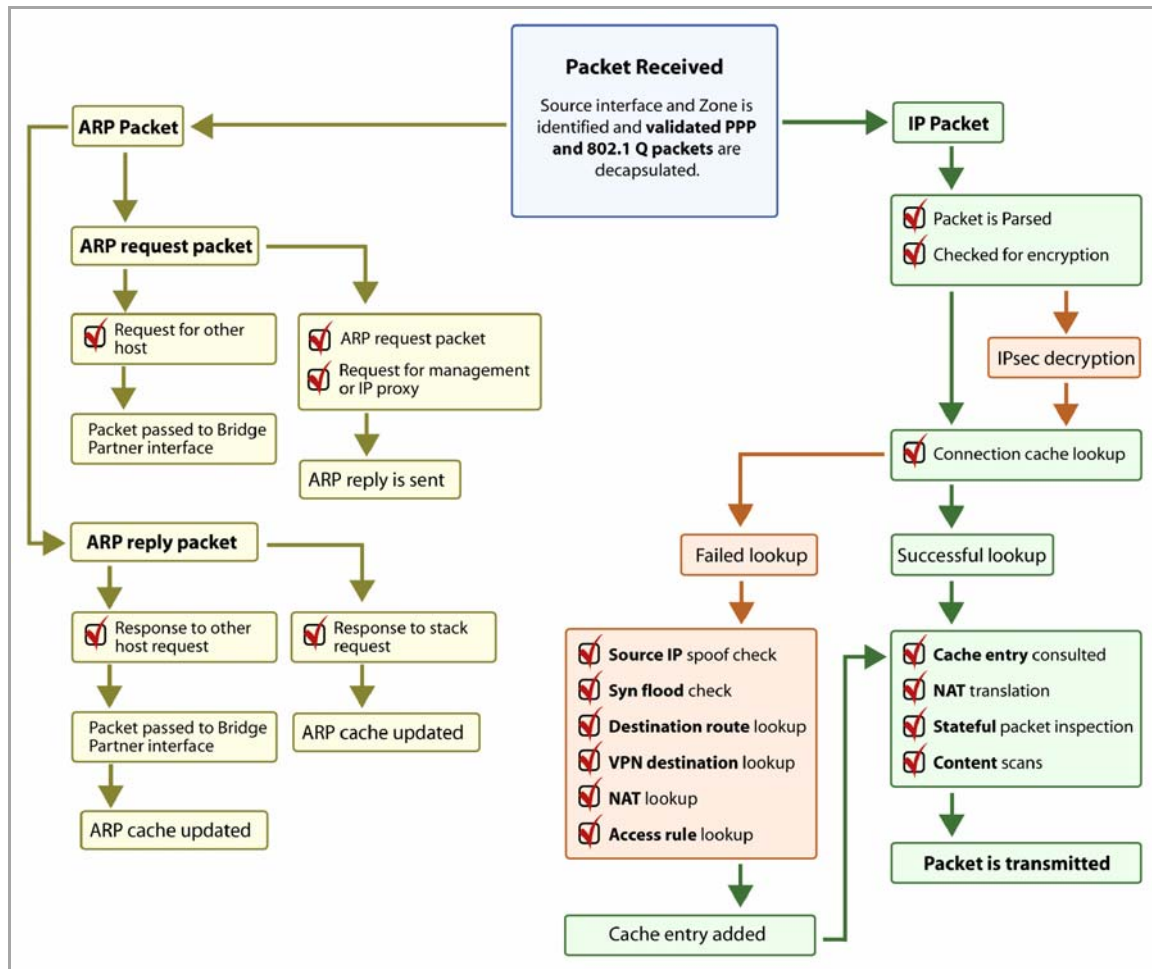 Packet Received
Source interface and Zone is
identified and validated PPP
and 802.1 Q packets are
decapsulated.
ARP Packet
ARP request packet
Request for other
host
Packet passed to Bridge
Partner interface
ARP request packet
Request for management
or IP proxy
ARP reply is sent
ARP reply packet
Response to other
host request
Packet passed to Bridge
Partner interface
ARP cache updated
Response to stack
request
ARP cache updated
IP Packet
Packet is Parsed
Checked for encryption
IPsec decryption
Connection cache lookup
Failed lookup
Successful lookup
Source IP spoof check
Syn flood check
Destination route lookup
VPN destination lookup
NAT lookup
Access rule lookup
Cache entry added
Cache entry consulted
NAT translation
Stateful packet inspection
Content scans
Packet is transmitted